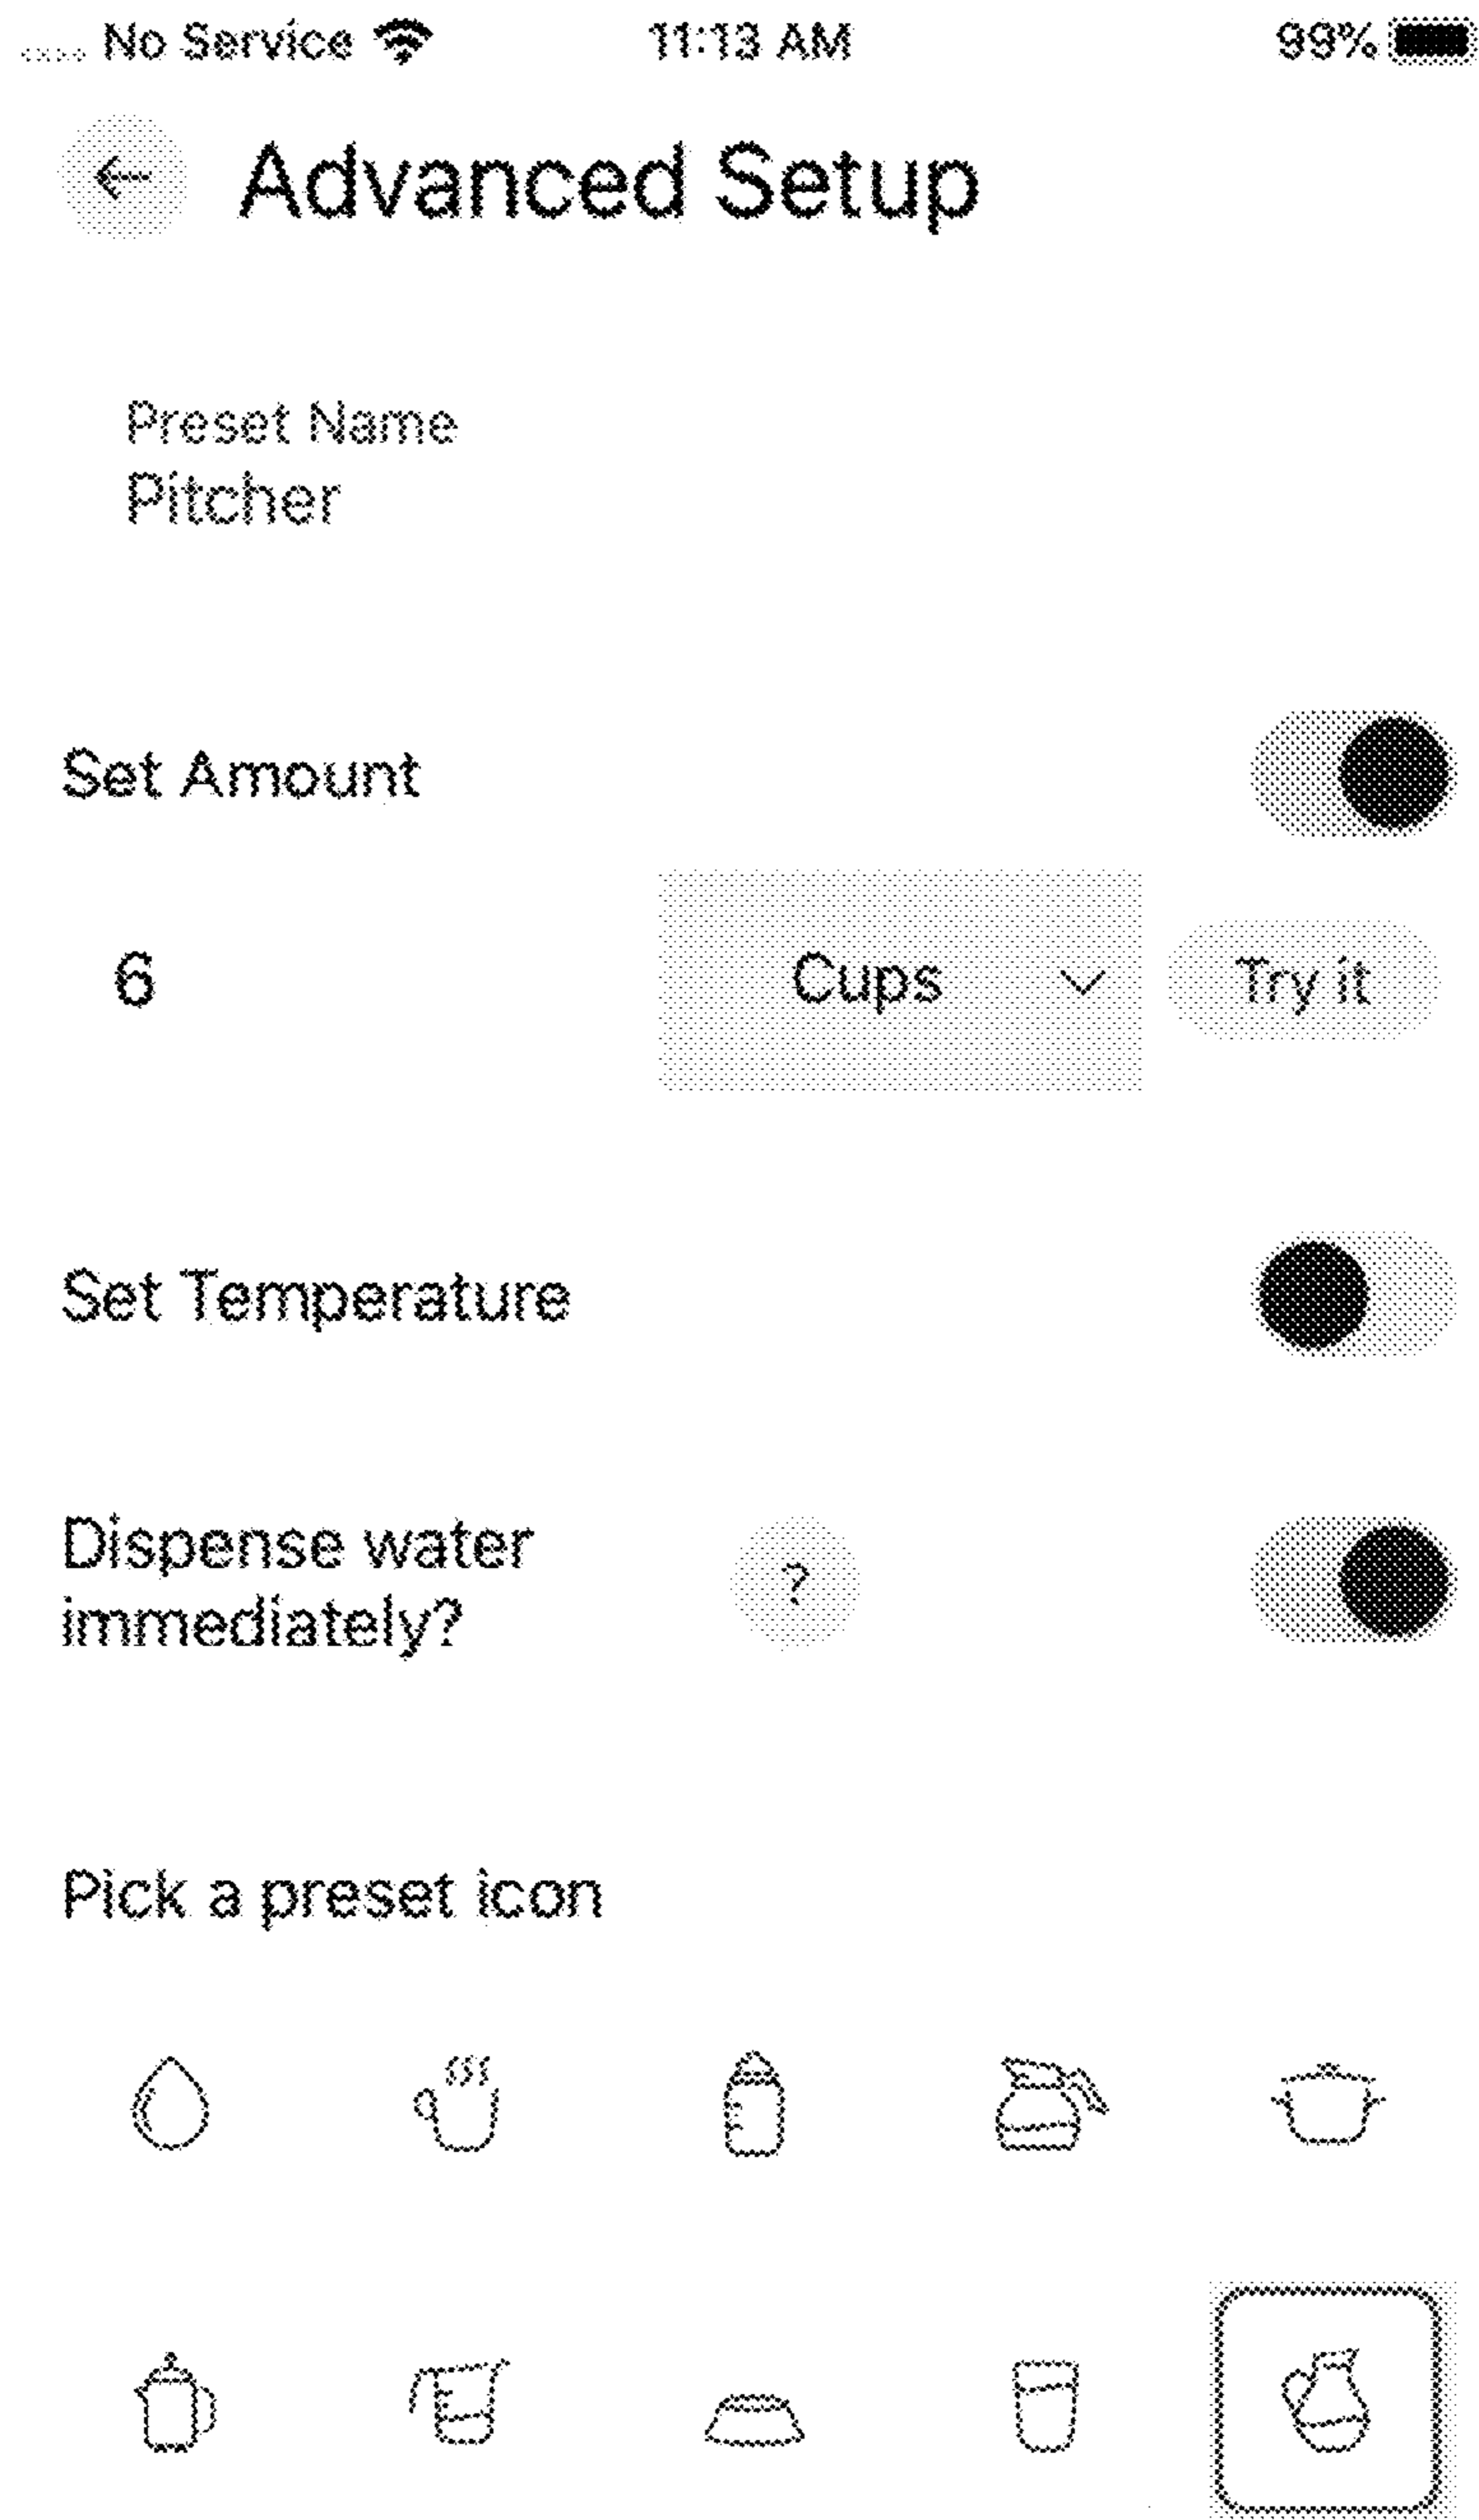 No Service 11:13 AM 99%
Advanced Setup
Preset Name
Pitcher
Set Amount
6 Cups Try it
Set Temperature
Dispense water
immediately?
?
Pick a preset icon